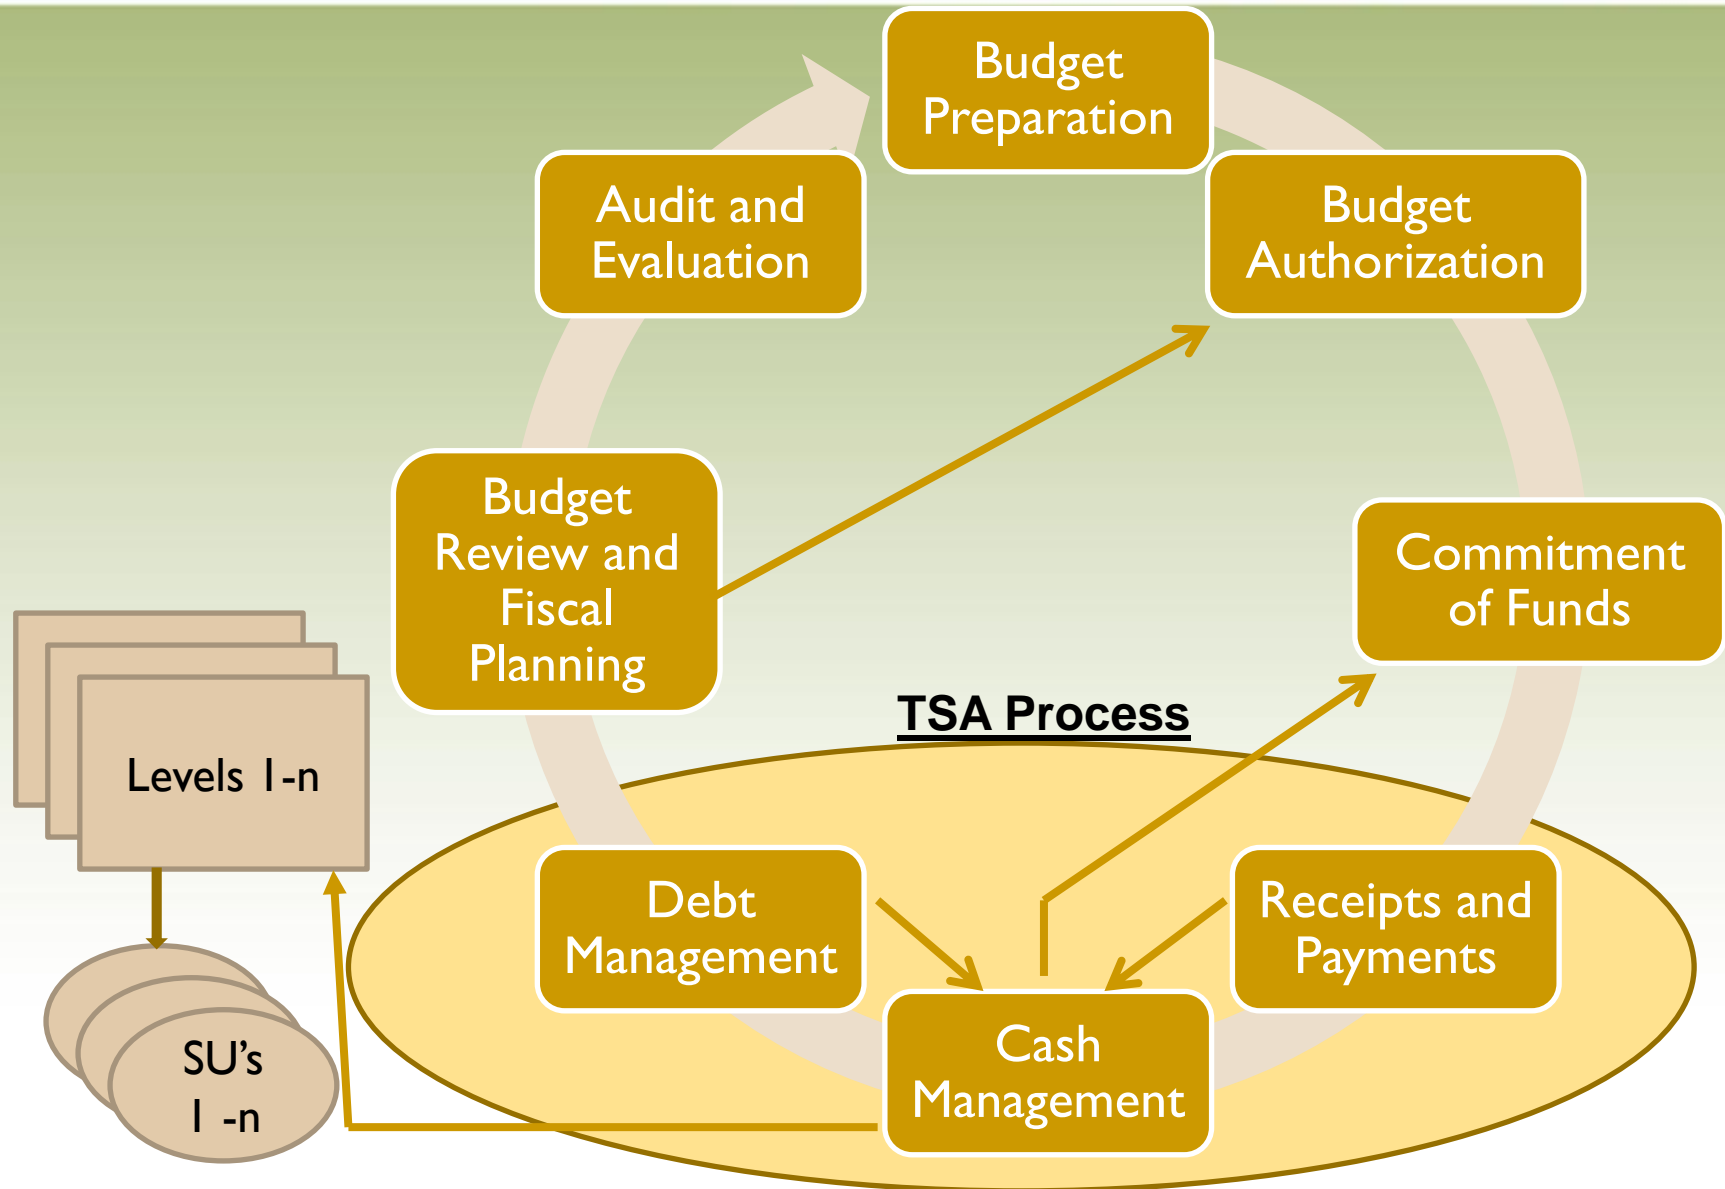 Budget
Preparation
Audit and
Evaluation
Budget
Authorization
Budget
Review and
Fiscal
Planning
Commitment
of Funds
TSA Process
Levels 1-n
Debt
Management
Receipts and
Payments
Cash
Management
SU’s
1 -n